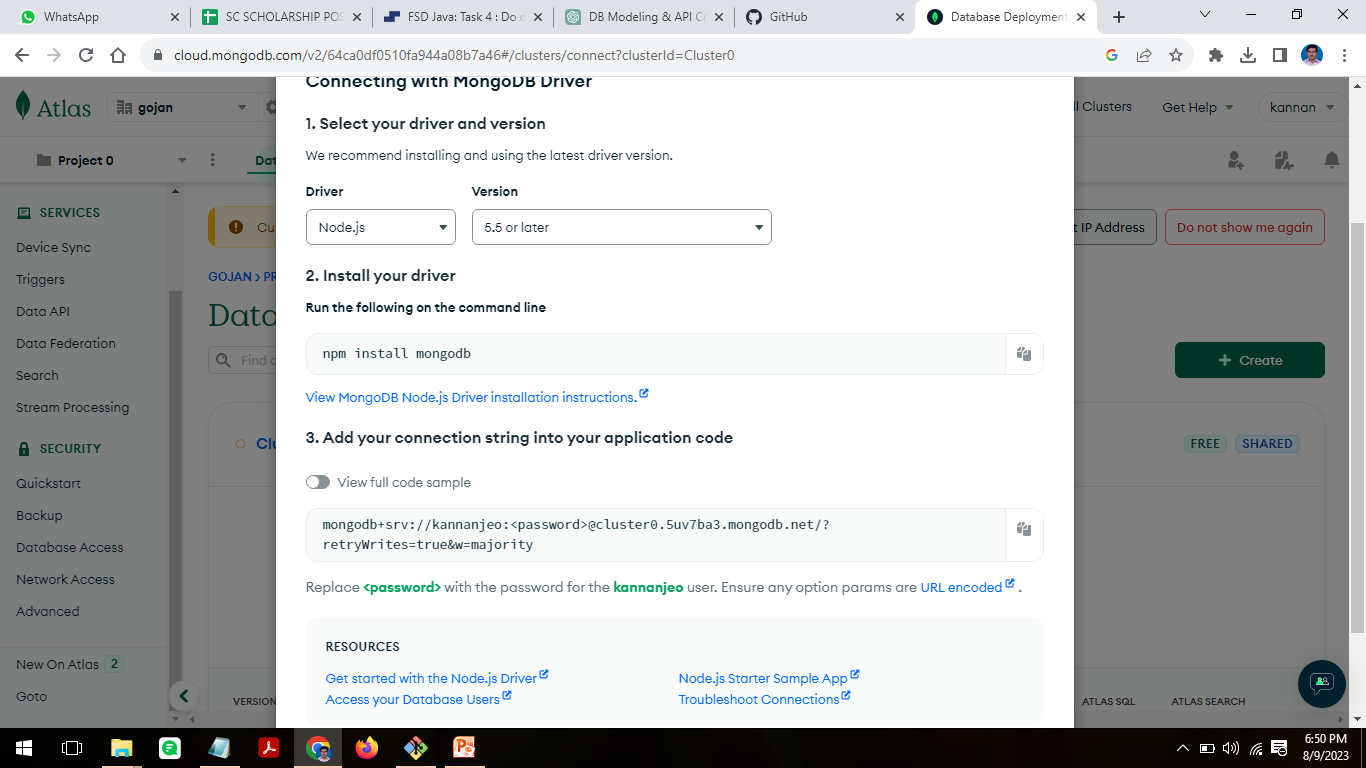 WhatsApp
SC SCHOLARSHIP POS
FSD Java: Task 4 : Do
DB Modeling & API C
GitHub
Database Deployment
cloud.mongodb.com/v2/64ca0df0510fa944a08b7a46#/clusters/connect?clusterId=Cluster0
Atlas
gojan
ll Clusters
Get Help
kannan
Project 0
Dat
SERVICES
Device Sync
Triggers
Data API
Data Federation
Search
Stream Processing
SECURITY
Quickstart
Backup
Database Access
Network Access
Advanced
New On Atlas 2
Goto
Cu
t IP Address
Do not show me again
GOJAN > PR
Data
Find
+ Create
Clu
FREE
SHARED
VERSION
ATLAS SQL
ATLAS SEARCH
Connecting with MongoDB Driver
1. Select your driver and version
We recommend installing and using the latest driver version.
Driver
Version
Node.js
5.5 or later
2. Install your driver
Run the following on the command line
npm install mongodb
View MongoDB Node.js Driver installation instructions.
3. Add your connection string into your application code
View full code sample
mongodb+srv://kannanjeo:<password>@cluster0.5uv7ba3.mongodb.net/?
retryWrites=true&w=majority
Replace <password> with the password for the kannanjeo user. Ensure any option params are URL encoded .
RESOURCES
Get started with the Node.js Driver
Node.js Starter Sample App
Access your Database Users
Troubleshoot Connections
6:50 PM
8/9/2023